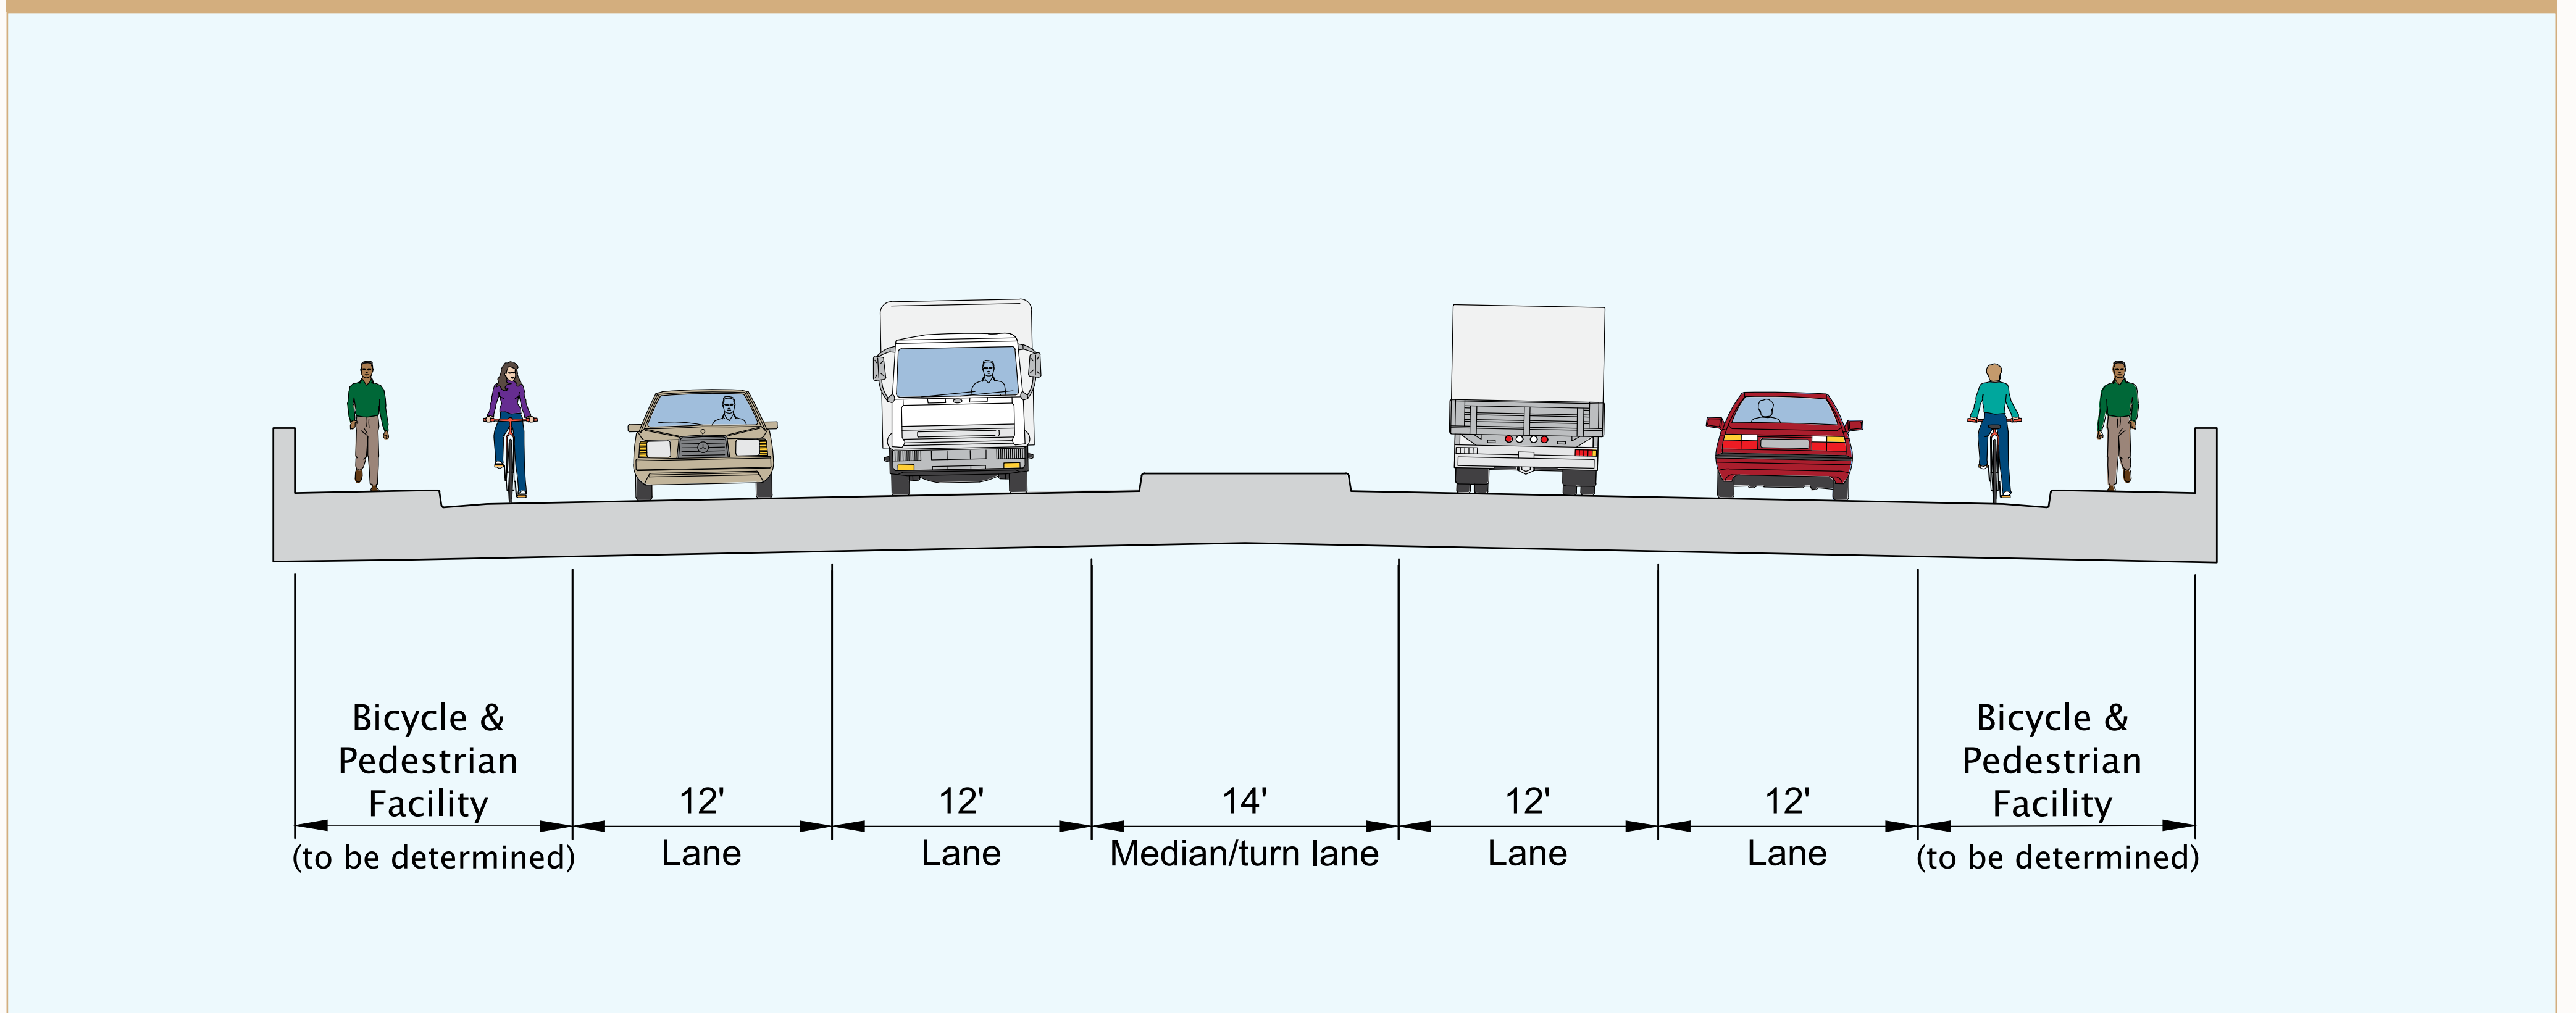 Bicycle &
Pedestrian
Facility
(to be determined)
12'
Lane
12'
Lane
14'
Median/turn lane
12'
Lane
12'
Lane
Bicycle &
Pedestrian
Facility
(to be determined)